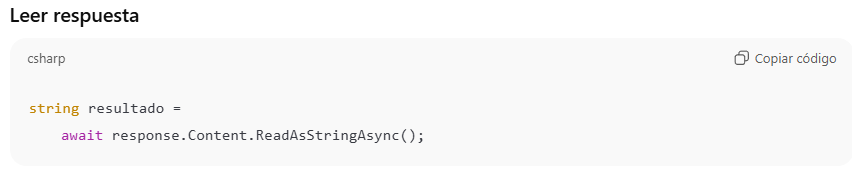 Leer respuesta
csharp
Copiar código
string resultado =
await response.Content.ReadAsStringAsync();